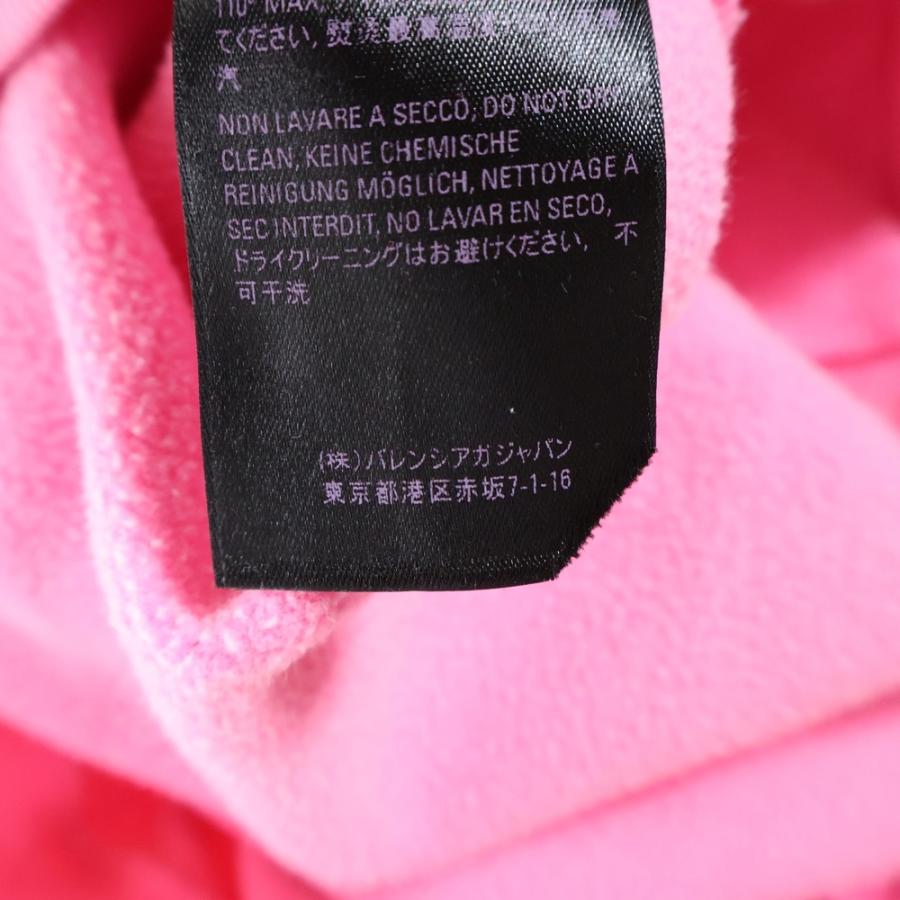 110° MAX,
てください, 熨烫最高温度
汽
NON LAVARE A SECCO, DO NOT DRY
CLEAN, KEINE CHEMISCHE
REINIGUNG MÖGLICH, NETTOYAGE A
SEC INTERDIT, NO LAVAR EN SECO,
ドライクリーニングはお避けください, 不
可干洗
(株)バレンシアガジャパン
東京都港区赤坂7-1-16